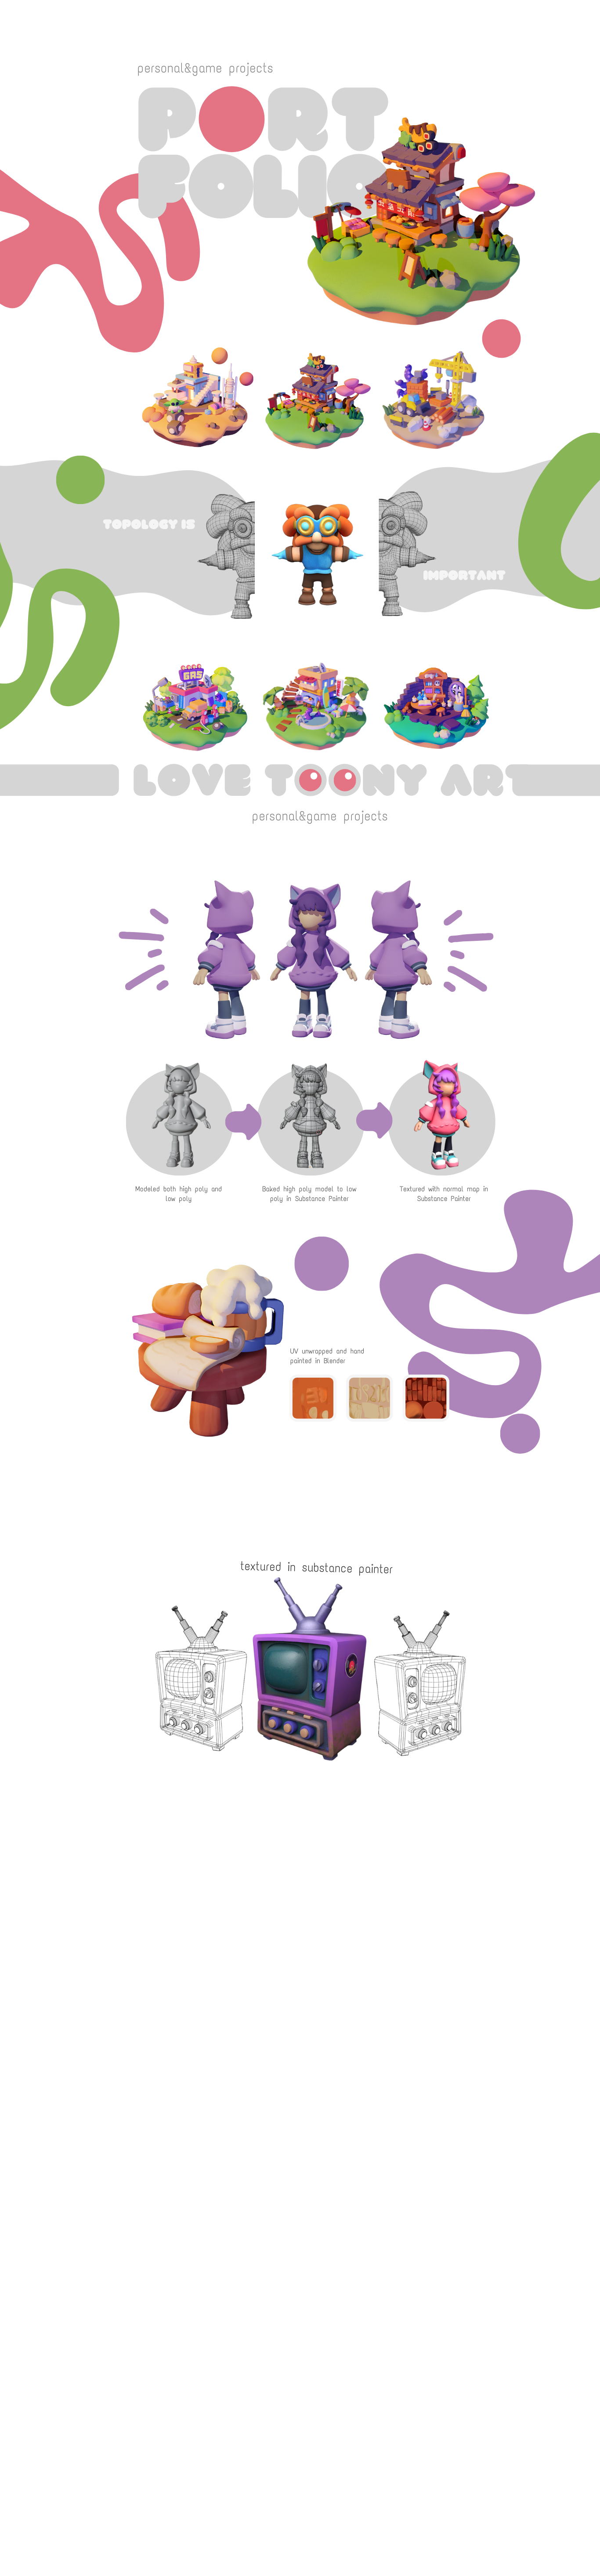 personal&game projects
PORT
FOLIO
TOPOLOGY IS
IMPORTANT
GAS
LOVE TOONY ART
personal&game projects
Modeled both high poly and
low poly
Baked high poly model to low
poly in Substance Painter
Textured with normal map in
Substance Painter
UV unwrapped and hand
painted in Blender
textured in substance painter